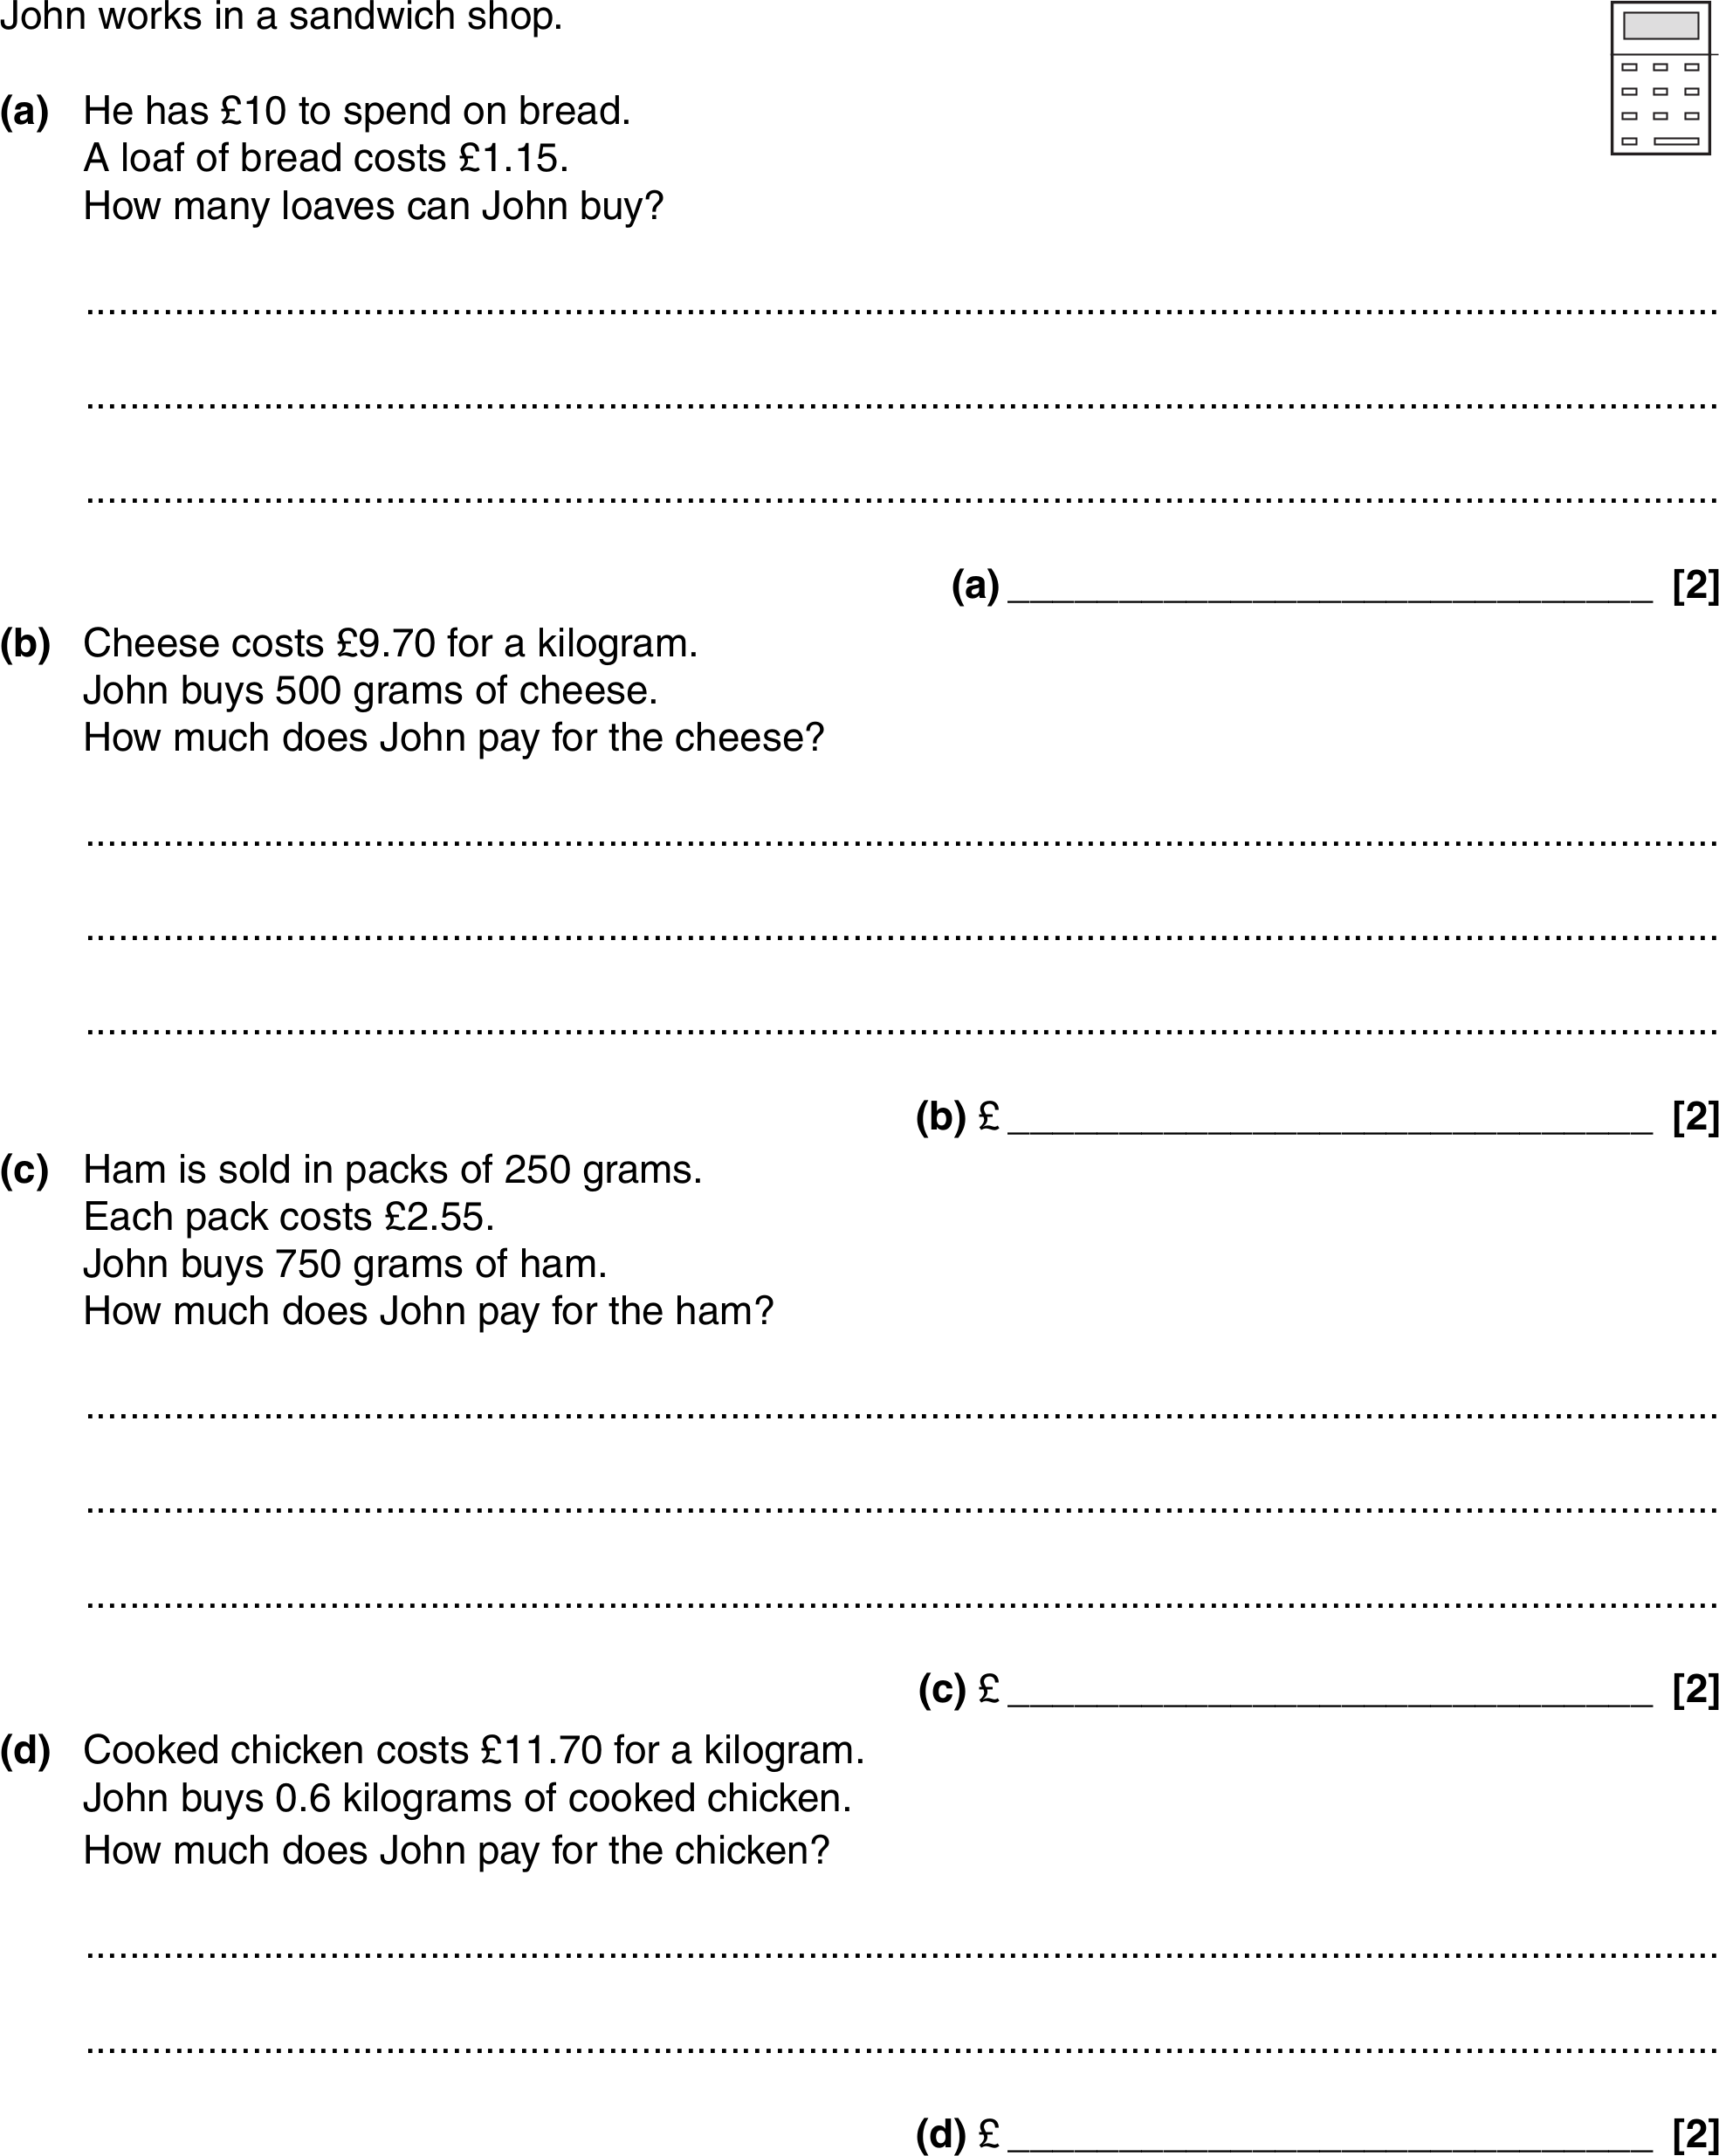 John works in a sandwich shop.
(a) He has £10 to spend on bread.
A loaf of bread costs £1.15.
How many loaves can John buy?
(a) ______________________________ [2]
(b) Cheese costs £9.70 for a kilogram.
John buys 500 grams of cheese.
How much does John pay for the cheese?
(b) £ ______________________________ [2]
(c) Ham is sold in packs of 250 grams.
Each pack costs £2.55.
John buys 750 grams of ham.
How much does John pay for the ham?
(c) £ ______________________________ [2]
(d) Cooked chicken costs £11.70 for a kilogram.
John buys 0.6 kilograms of cooked chicken.
How much does John pay for the chicken?
(d) £ ______________________________ [2]